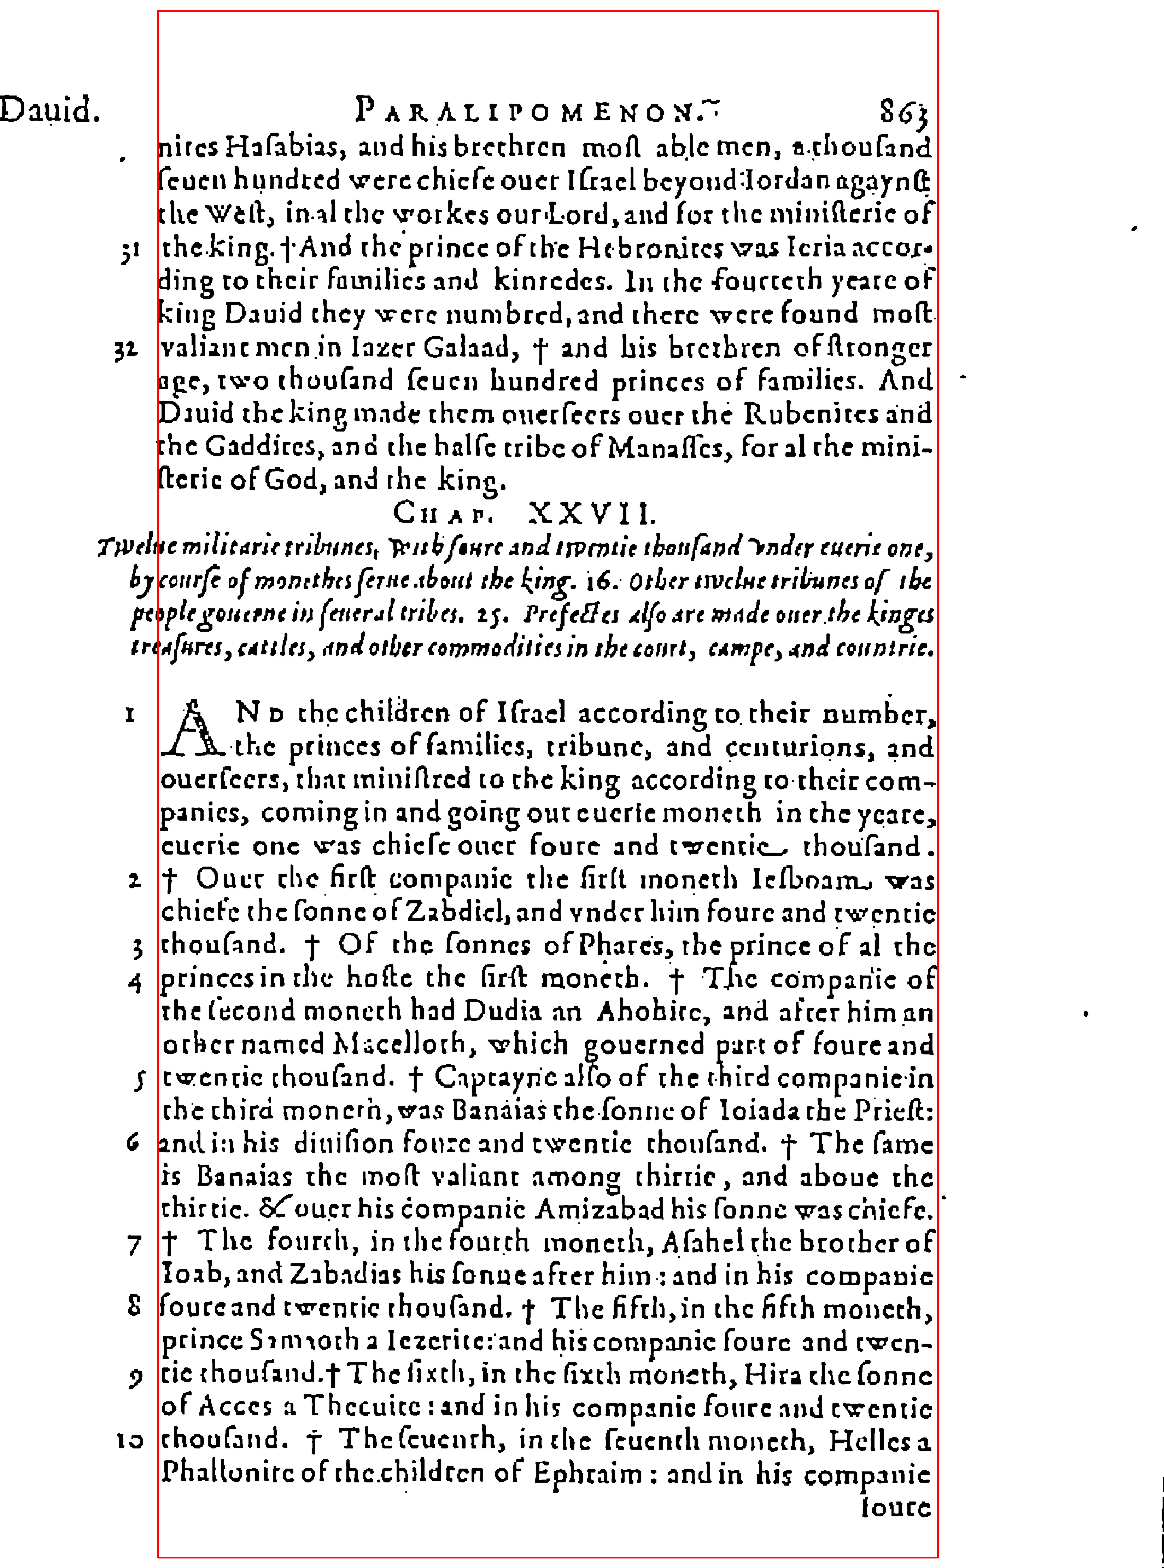 Dauid. PARALIPOMENON. 863
nites Haſabias, and his brethren moſt able men, a thouſand
ſeuen hundred were chiefe ouer Iſrael beyond Iordan agaynſt
the Weſt, in al the workes our Lord, and for the miniſterie of
31 the king. † And the prince of the Hebronites was Ieria accor-
ding to their families and kinredes. In the fourteth yeare of
king Dauid they were numbred, and there were found moſt
32 valiant men in Iazer Galaad, † and his brethren of ſtronger
age, two thouſand ſeuen hundred princes of families. And
Dauid the king made them ouerſeers ouer the Rubenites and
the Gaddites, and the halfe tribe of Manaſſes, for al the mini-
ſterie of God, and the king.
CHAP. XXVII.
Twelue militarie tribunes, with foure and twentie thouſand vnder euerie one,
by courſe of monethes ſerue about the king. 16. Other twelue tribunes of the
people gouerne in ſeueral tribes. 25. Prefectes alſo are made ouer the kinges
treaſures, cattles, and other commodities in the court, campe, and countrie.
1 AND the children of Iſrael according to their number,
the princes of families, tribune, and centurions, and
ouerſeers, that miniſtred to the king according to their com-
panies, coming in and going out euerie moneth in the yeare,
euerie one was chiefe ouer foure and twentie thouſand.
2 † Ouer the firſt companie the firſt moneth Ieſboam was
chiefe the ſonne of Zabdiel, and vnder him foure and twentie
3 thouſand. † Of the ſonnes of Phares, the prince of al the
4 princes in the hoſte the firſt moneth. † The companie of
the ſecond moneth had Dudia an Ahohite, and after him an
other named Macelloth, which gouerned part of foure and
5 twentie thouſand. † Captayne alſo of the third companie in
the third moneth, was Banaias the ſonne of Ioiada the Prieſt:
6 and in his diuiſion foure and twentie thouſand. † The ſame
is Banaias the moſt valiant among thirtie, and aboue the
thirtie. & ouer his companie Amizabad his ſonne was chiefe.
7 † The fourth, in the fourth moneth, Aſahel the brother of
Ioab, and Zabadias his ſonne after him: and in his companie
8 foure and twentie thouſand. † The fifth, in the fifth moneth,
prince Samaoth a Iezerite: and his companie foure and twen-
9 tie thouſand. † The ſixth, in the ſixth moneth, Hira the ſonne
of Acces a Thecuite: and in his companie foure and twentie
10 thouſand. † The ſeuenth, in the ſeuenth moneth, Helles a
Phallonite of the children of Ephraim: and in his companie
foure